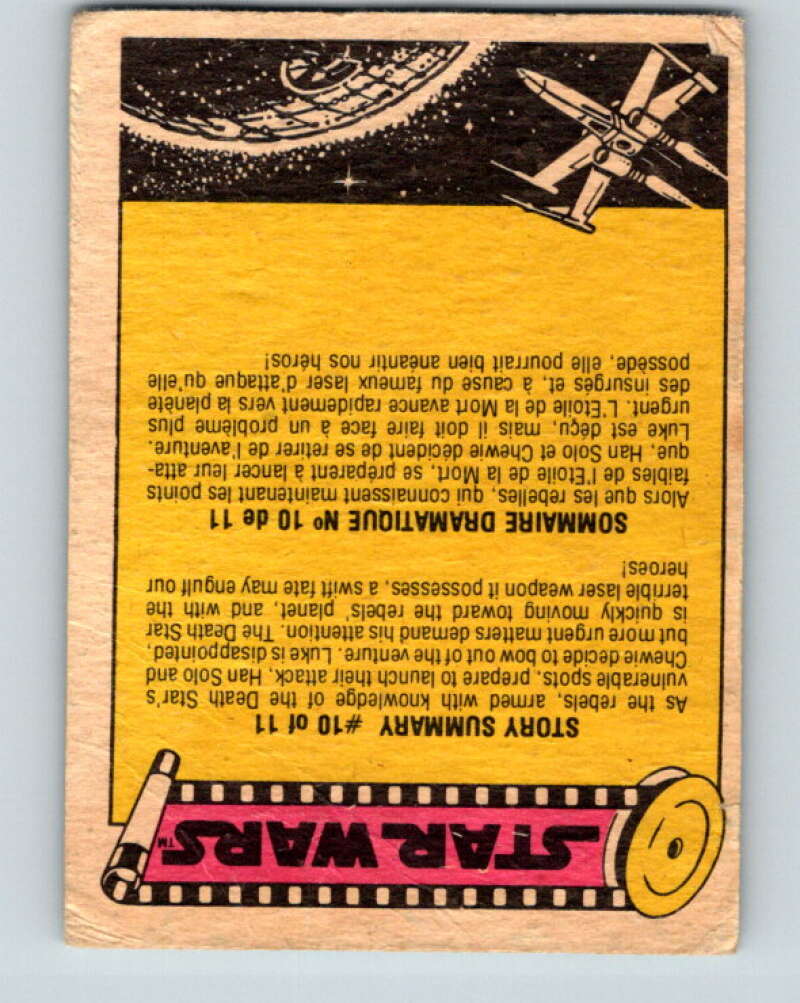 STAR WARS™
STORY SUMMARY #10 of 11
As the rebels, armed with knowledge of the Death Star's
vulnerable spots, prepare to launch their attack, Han Solo and
Chewie decide to bow out of the venture. Luke is disappointed,
but more urgent matters demand his attention. The Death Star
is quickly moving toward the rebels' planet, and with the
terrible laser weapon it possesses, a swift fate may engulf our
heroes!
SOMMAIRE DRAMATIQUE Nº 10 de 11
Alors que les rebelles, qui connaissent maintenant les points
faibles de l'Etoile de la Mort, se préparent à lancer leur atta-
que, Han Solo et Chewie décident de se retirer de l'aventure.
Luke est déçu, mais il doit faire face à un problème plus
urgent. L'Etoile de la Mort avance rapidement vers la planète
des insurgés et, à cause du fameux laser d'attaque qu'elle
possède, elle pourrait bien anéantir nos héros!